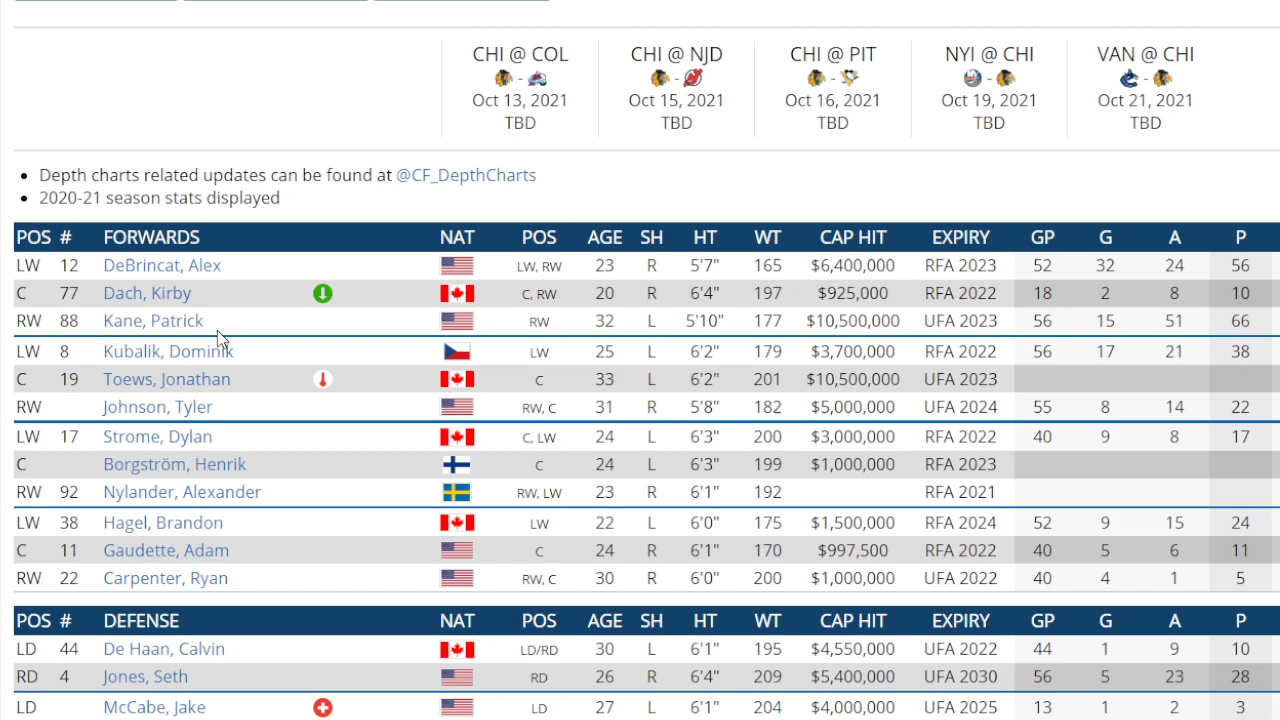 CHI @ COL CHI @ NJD CHI @ PIT NYI @ CHI VAN @ CHI
- - - - -
Oct 13, 2021 Oct 15, 2021 Oct 16, 2021 Oct 19, 2021 Oct 21, 2021
TBD TBD TBD TBD TBD
• Depth charts related updates can be found at @CF_DepthCharts
• 2020-21 season stats displayed
POS # FORWARDS NAT POS AGE SH HT WT CAP HIT EXPIRY GP G A P
LW 12 DeBrincat, Alex LW, RW 23 R 5'7" 165 $6,400,000 RFA 2023 52 32 24 56
C 77 Dach, Kirby C, RW 20 R 6'4" 197 $925,000 RFA 2022 18 2 8 10
RW 88 Kane, Patrick RW 32 L 5'10" 177 $10,500,000 UFA 2023 56 15 51 66
LW 8 Kubalik, Dominik LW 25 L 6'2" 179 $3,700,000 RFA 2022 56 17 21 38
C 19 Toews, Jonathan C 33 L 6'2" 201 $10,500,000 UFA 2023
RW Johnson, Tyler RW, C 31 R 5'8" 182 $5,000,000 UFA 2024 55 8 14 22
LW 17 Strome, Dylan C, LW 24 L 6'3" 200 $3,000,000 RFA 2022 40 9 8 17
C Borgström, Henrik C 24 L 6'3" 199 $1,000,000 RFA 2023
RW 92 Nylander, Alexander RW, LW 23 R 6'1" 192 RFA 2021
LW 38 Hagel, Brandon LW 22 L 6'0" 175 $1,500,000 RFA 2024 52 9 15 24
C 11 Gaudette, Adam C 24 R 6'1" 170 $997,500 RFA 2022 40 5 6 11
RW 22 Carpenter, Ryan RW, C 30 R 6'0" 200 $1,000,000 UFA 2022 40 4 1 5
POS # DEFENSE NAT POS AGE SH HT WT CAP HIT EXPIRY GP G A P
LD 44 De Haan, Calvin LD/RD 30 L 6'1" 195 $4,550,000 UFA 2022 44 1 9 10
RD 4 Jones, Seth RD 26 R 6'4" 209 $5,400,000 UFA 2030 56 5 23 28
LD McCabe, Jake LD 27 L 6'1" 204 $4,000,000 UFA 2025 13 1 2 3